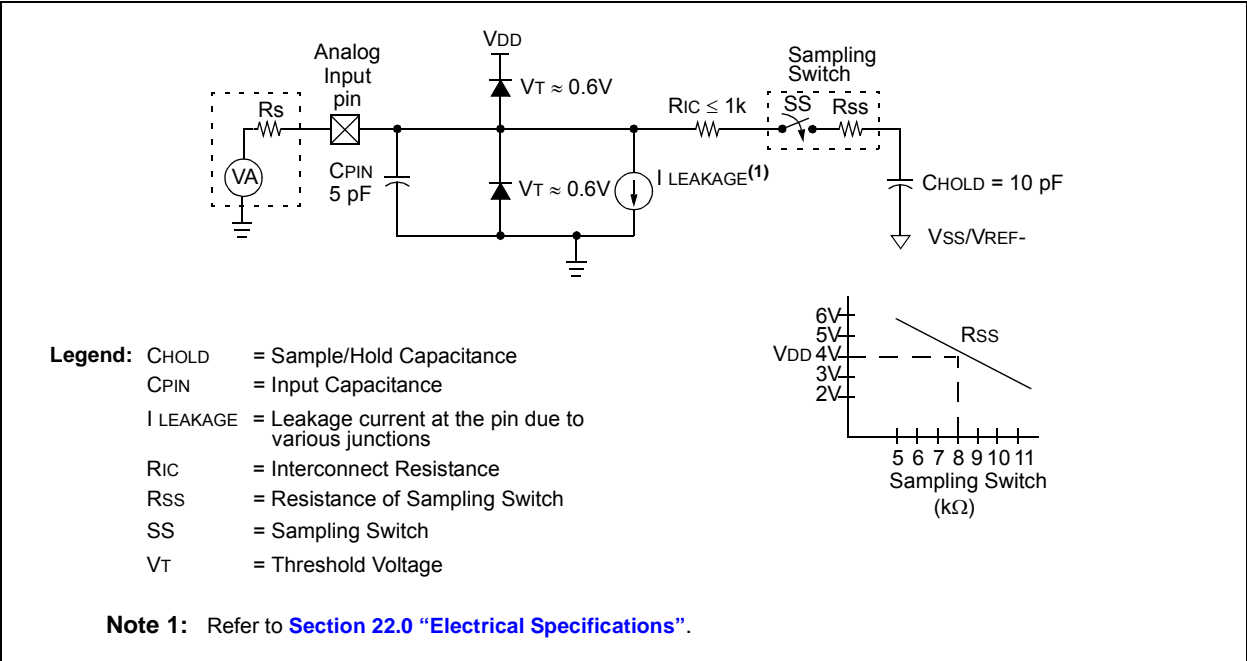 Analog
Input
pin
VDD
VT ≈ 0.6V
Sampling
Switch
Rs
RIC ≤ 1k
SS
Rss
VA
CPIN
5 pF
VT ≈ 0.6V
I LEAKAGE(1)
CHOLD = 10 pF
VSS/VREF-
6V
5V
VDD 4V
3V
2V
RSS
5 6 7 8 9 10 11
Sampling Switch
(kΩ)
Legend: CHOLD = Sample/Hold Capacitance
CPIN = Input Capacitance
I LEAKAGE = Leakage current at the pin due to
various junctions
RIC = Interconnect Resistance
RSS = Resistance of Sampling Switch
SS = Sampling Switch
VT = Threshold Voltage
Note 1: Refer to Section 22.0 “Electrical Specifications”.